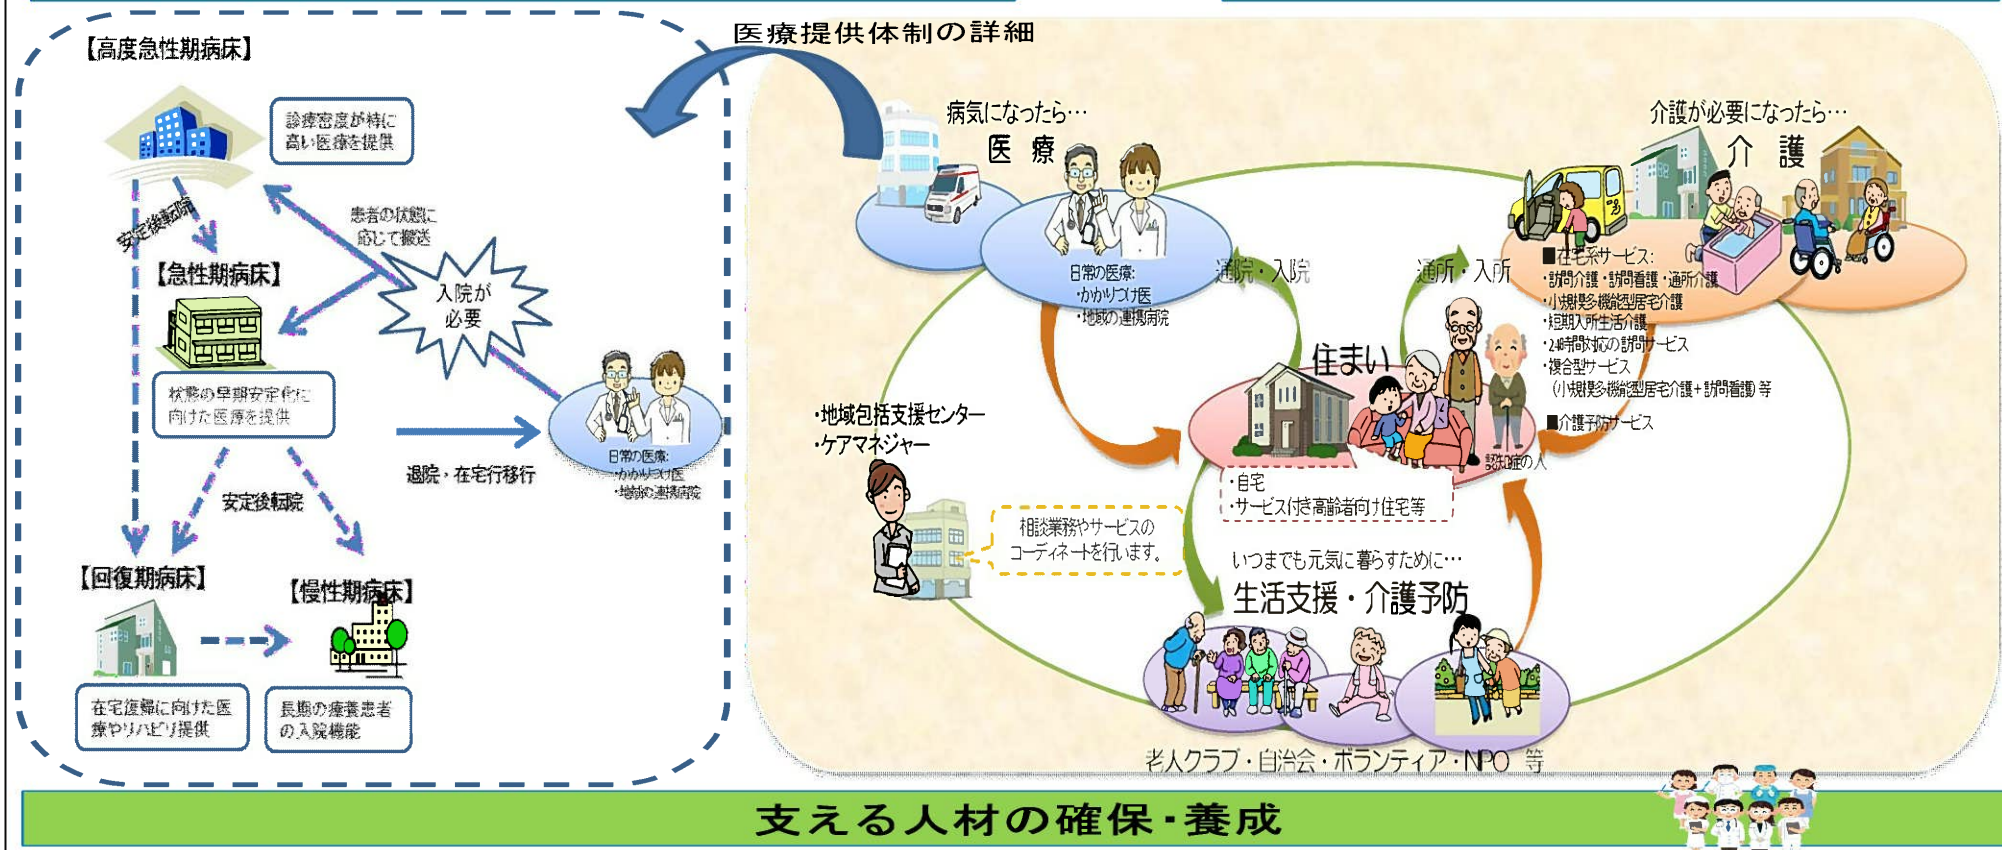 医療提供体制の詳細
【高度急性期病床】
診療密度が特に
高い医療を提供
安定後転院
患者の状態に
応じて搬送
【急性期病床】
入院が
必要
状態の早期安定化に
向けた医療を提供
退院・在宅行移行
日常の医療:
・かかりつけ医
・地域の連携病院
安定後転院
【回復期病床】
【慢性期病床】
在宅復帰に向けた医
療やリハビリ提供
長期の療養患者
の入院機能
病気になったら…
医 療
日常の医療:
・かかりつけ医
・地域の連携病院
通院・入院
通所・入所
介護が必要になったら…
介 護
■在宅系サービス:
・訪問介護・訪問看護・通所介護
・小規模多機能型居宅介護
・短期入所生活介護
・24時間対応の訪問サービス
・複合型サービス
(小規模多機能型居宅介護+訪問看護)等
■介護予防サービス
住まい
認知症の人
・自宅
・サービス付き高齢者向け住宅等
・地域包括支援センター
・ケアマネジャー
相談業務やサービスの
コーディネートを行います。
いつまでも元気に暮らすために…
生活支援・介護予防
老人クラブ・自治会・ボランティア・NPO 等
支える人材の確保・養成